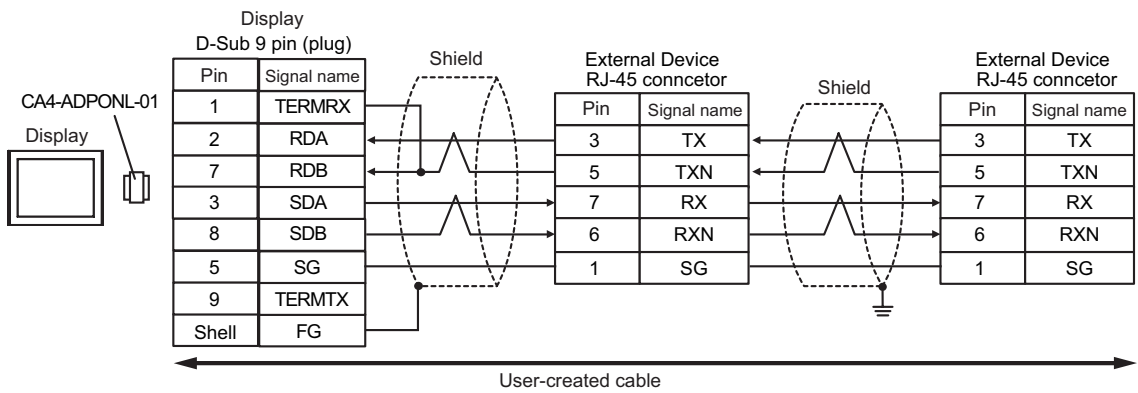 Display
D-Sub 9 pin (plug)
Pin Signal name
1 TERMRX
2 RDA
7 RDB
3 SDA
8 SDB
5 SG
9 TERMTX
Shell FG
CA4-ADPONL-01
Display
Shield
External Device
RJ-45 conncetor
Pin Signal name
3 TX
5 TXN
7 RX
6 RXN
1 SG
Shield
External Device
RJ-45 conncetor
Pin Signal name
3 TX
5 TXN
7 RX
6 RXN
1 SG
User-created cable